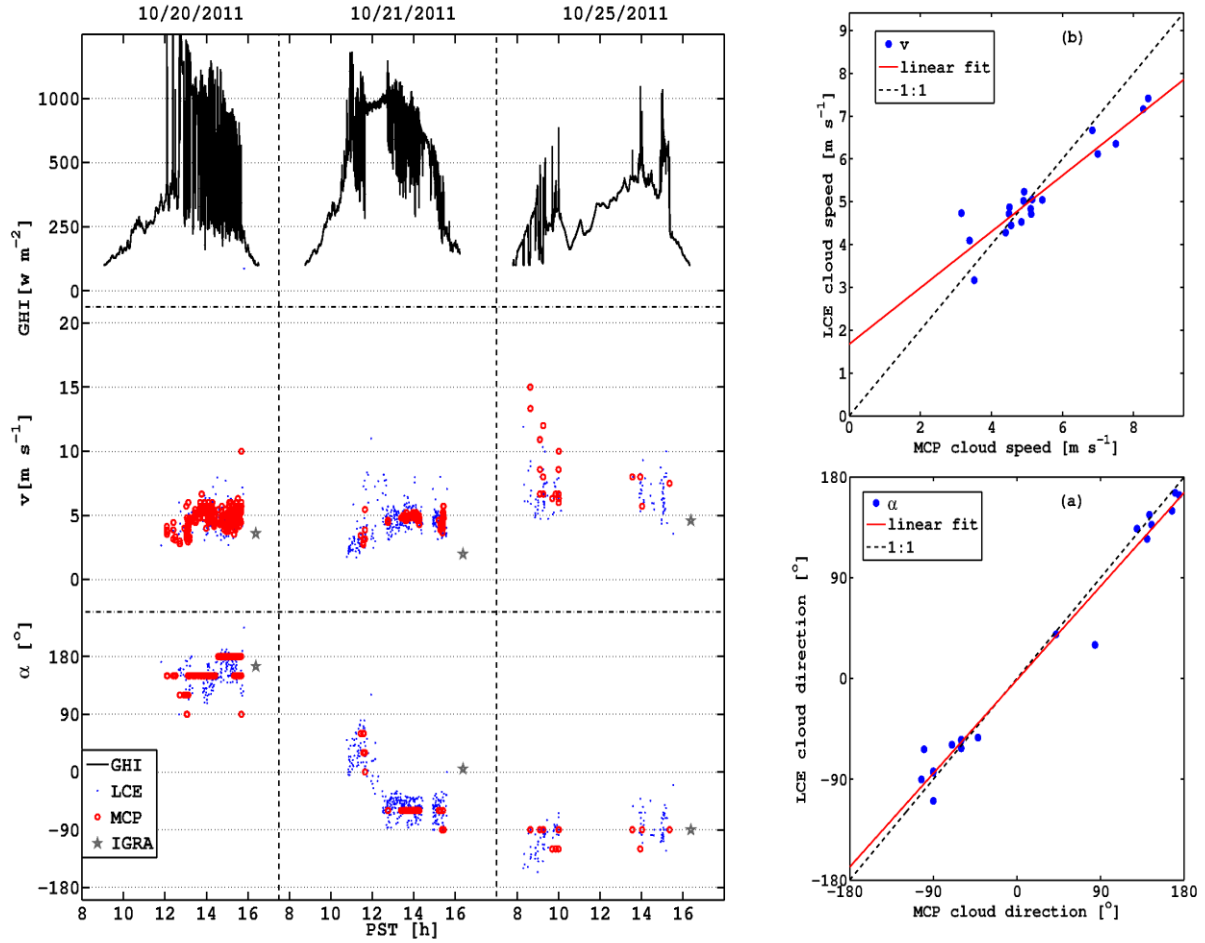 10/20/2011 10/21/2011 10/25/2011
GHI[w m⁻²]
1000
500
250
0
v[m s⁻¹]
20
15
10
5
0
α [°]
180
90
0
−90
−180
GHI
LCE
MCP
IGRA
8 10 12 14 16 8 10 12 14 16 8 10 12 14 16
PST [h]
(b)
v
linear fit
1:1
LCE cloud speed [m s⁻¹]
9
8
7
6
5
4
3
2
1
0
0 2 4 6 8
MCP cloud speed [m s⁻¹]
(a)
α
linear fit
1:1
LCE cloud direction [°]
180
90
0
−90
−180
−180 −90 0 90 180
MCP cloud direction [°]